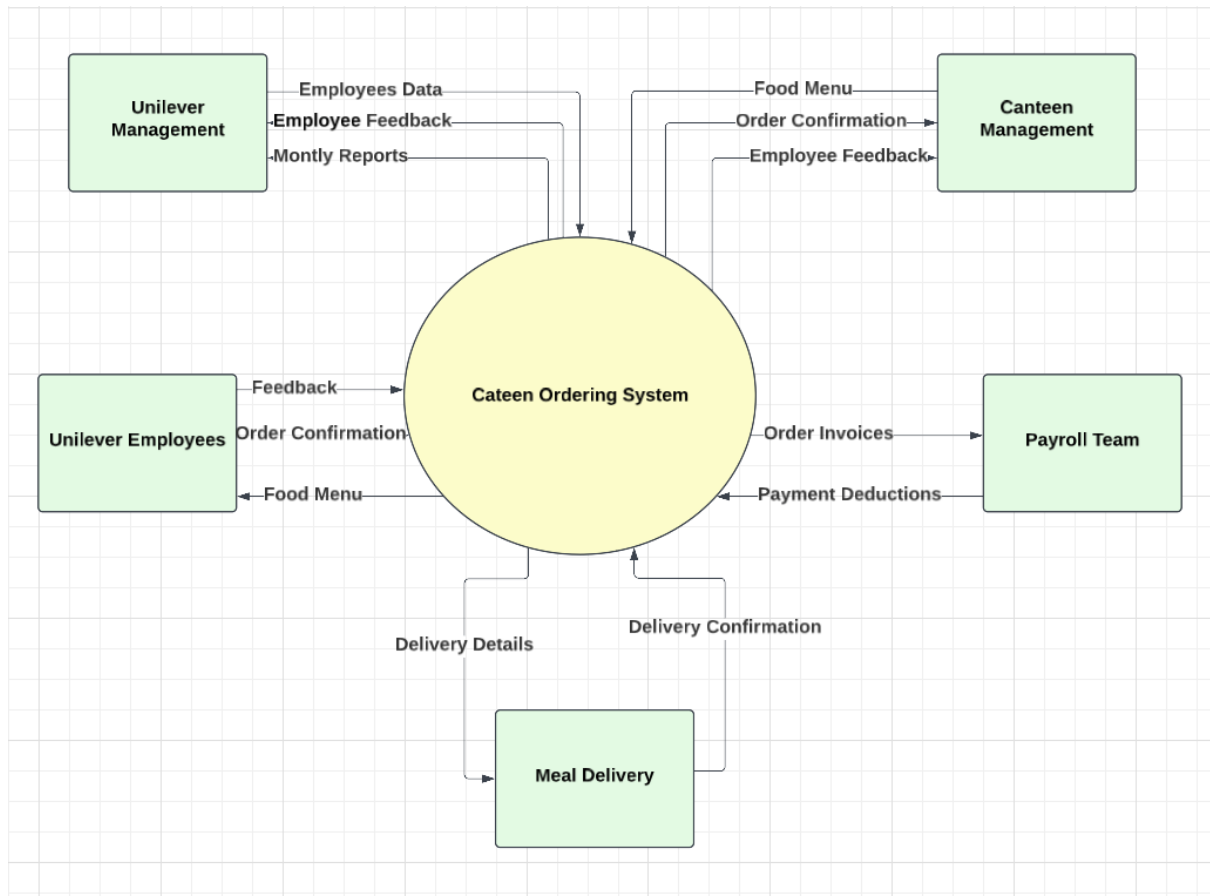 Unilever
Management
Employees Data
Employee Feedback
Montly Reports
Food Menu
Order Confirmation
Employee Feedback
Canteen
Management
Unilever Employees
Feedback
Order Confirmation
Food Menu
Cateen Ordering System
Order Invoices
Payment Deductions
Payroll Team
Delivery Details
Delivery Confirmation
Meal Delivery